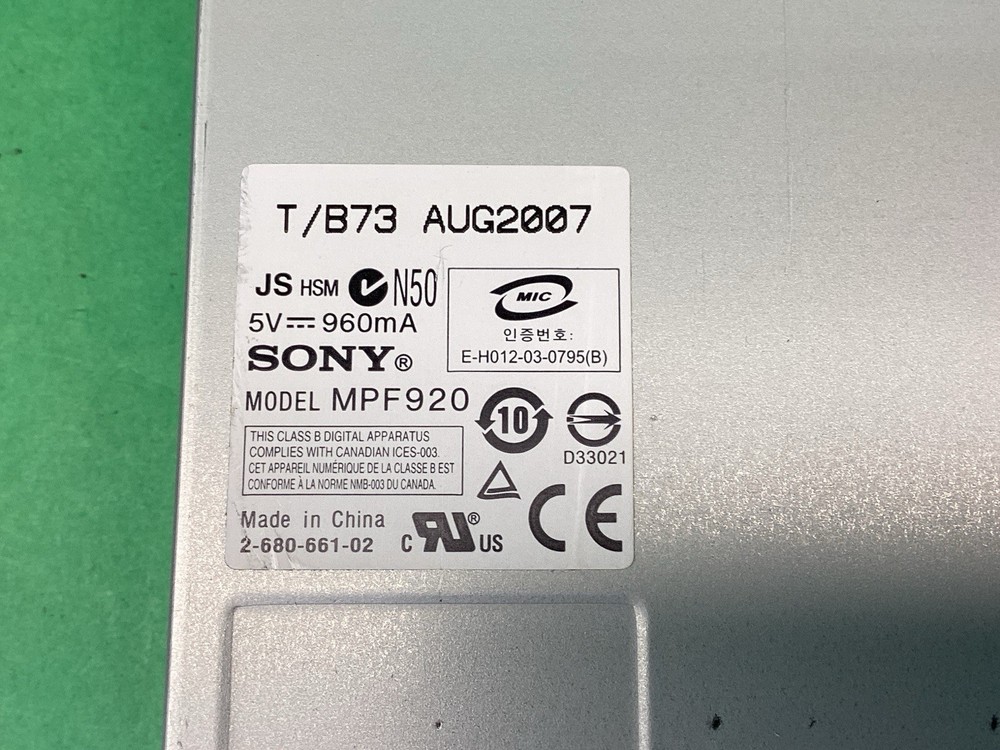 T/B73 AUG2007
JS HSM N50
5V⎓960mA
SONY®
MIC
인증번호:
E-H012-03-0795(B)
MODEL MPF920
10
D33021
THIS CLASS B DIGITAL APPARATUS
COMPLIES WITH CANADIAN ICES-003.
CET APPAREIL NUMÉRIQUE DE LA CLASSE B EST
CONFORME À LA NORME NMB-003 DU CANADA.
Made in China
2-680-661-02
C RU® US
CE